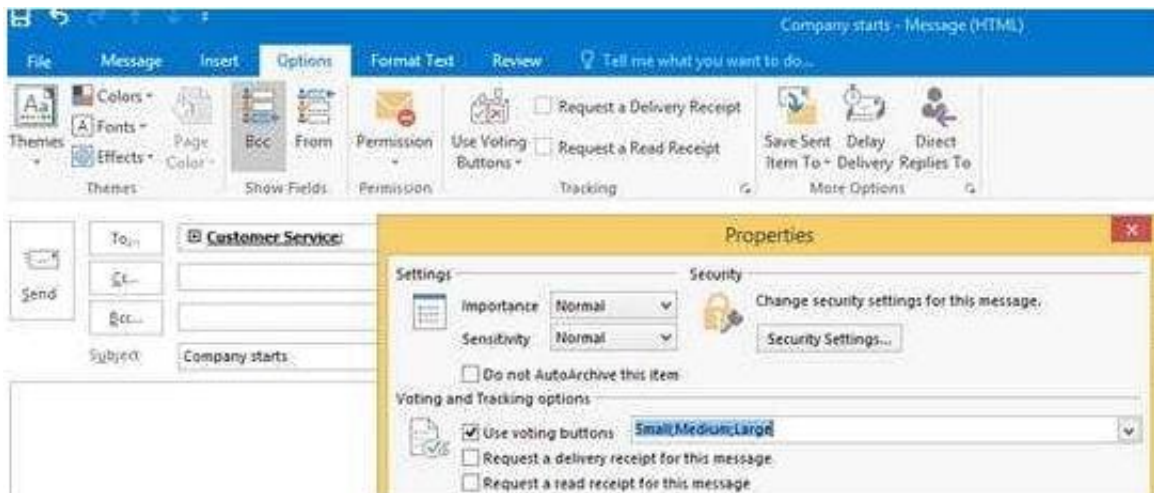 Company starts - Message (HTML)
File Message Insert Options Format Text Review Tell me what you want to do...
Aa Colors
A Fonts
Effects
Themes
Page Color
Themes
Bcc From
Show Fields
Permission
Permission
Use Voting Buttons
Request a Delivery Receipt
Request a Read Receipt
Tracking
Save Sent Item To
Delay Delivery
Direct Replies To
More Options
Send
To...
Customer Service;
Cc...
Bcc...
Subject
Company starts
Properties
Settings
Importance Normal
Sensitivity Normal
Do not AutoArchive this item
Security
Change security settings for this message.
Security Settings...
Voting and Tracking options
Use voting buttons Small;Medium;Large
Request a delivery receipt for this message
Request a read receipt for this message